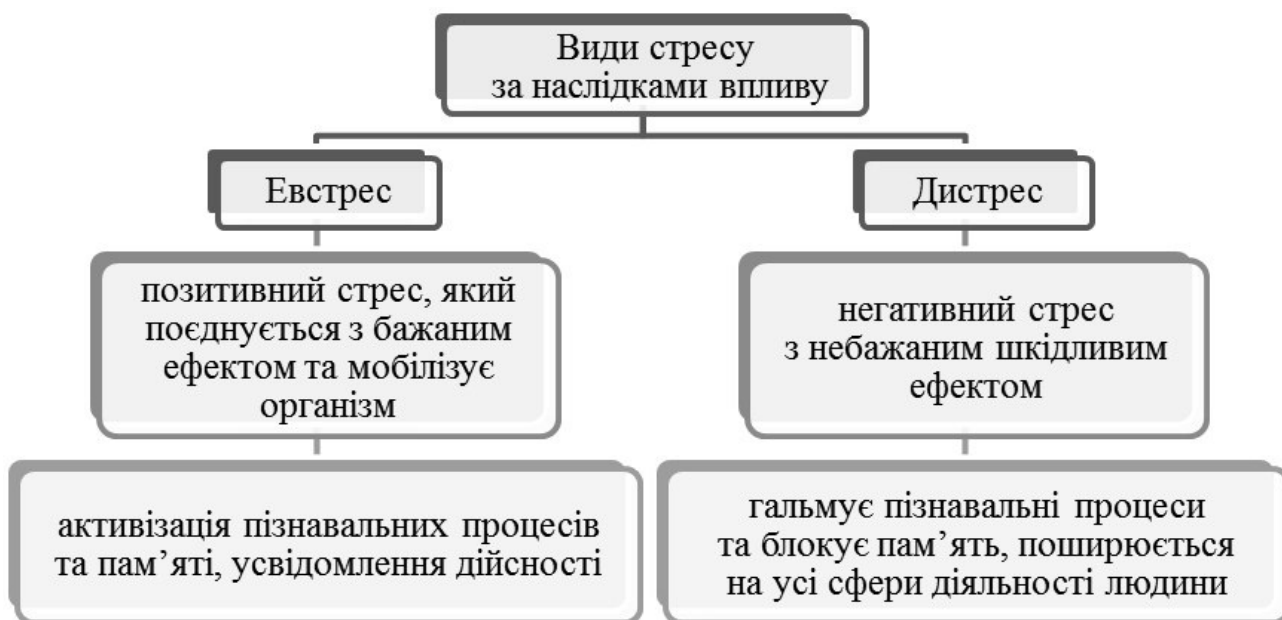 Види стресу
за наслідками впливу
Евстрес
Дистрес
позитивний стрес, який
поєднується з бажаним
ефектом та мобілізує
організм
негативний стрес
з небажаним шкідливим
ефектом
активізація пізнавальних процесів
та пам’яті, усвідомлення дійсності
гальмує пізнавальні процеси
та блокує пам’ять, поширюється
на усі сфери діяльності людини